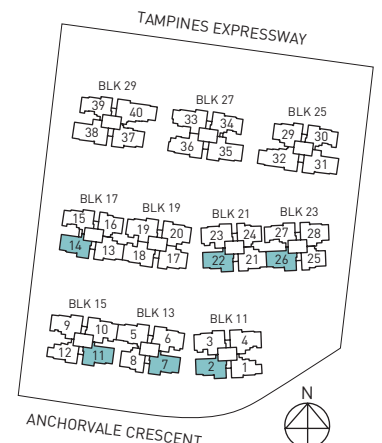 TAMPINES EXPRESSWAY
BLK 29
39 40
38 37
BLK 27
33 34
36 35
BLK 25
29 30
32 31
BLK 17
15 16
14 13
BLK 19
19 20
18 17
BLK 21
23 24
22 21
BLK 23
27 28
26 25
BLK 15
9 10
12 11
BLK 13
5 6
8 7
BLK 11
3 4
2 1
N
ANCHORVALE CRESCENT